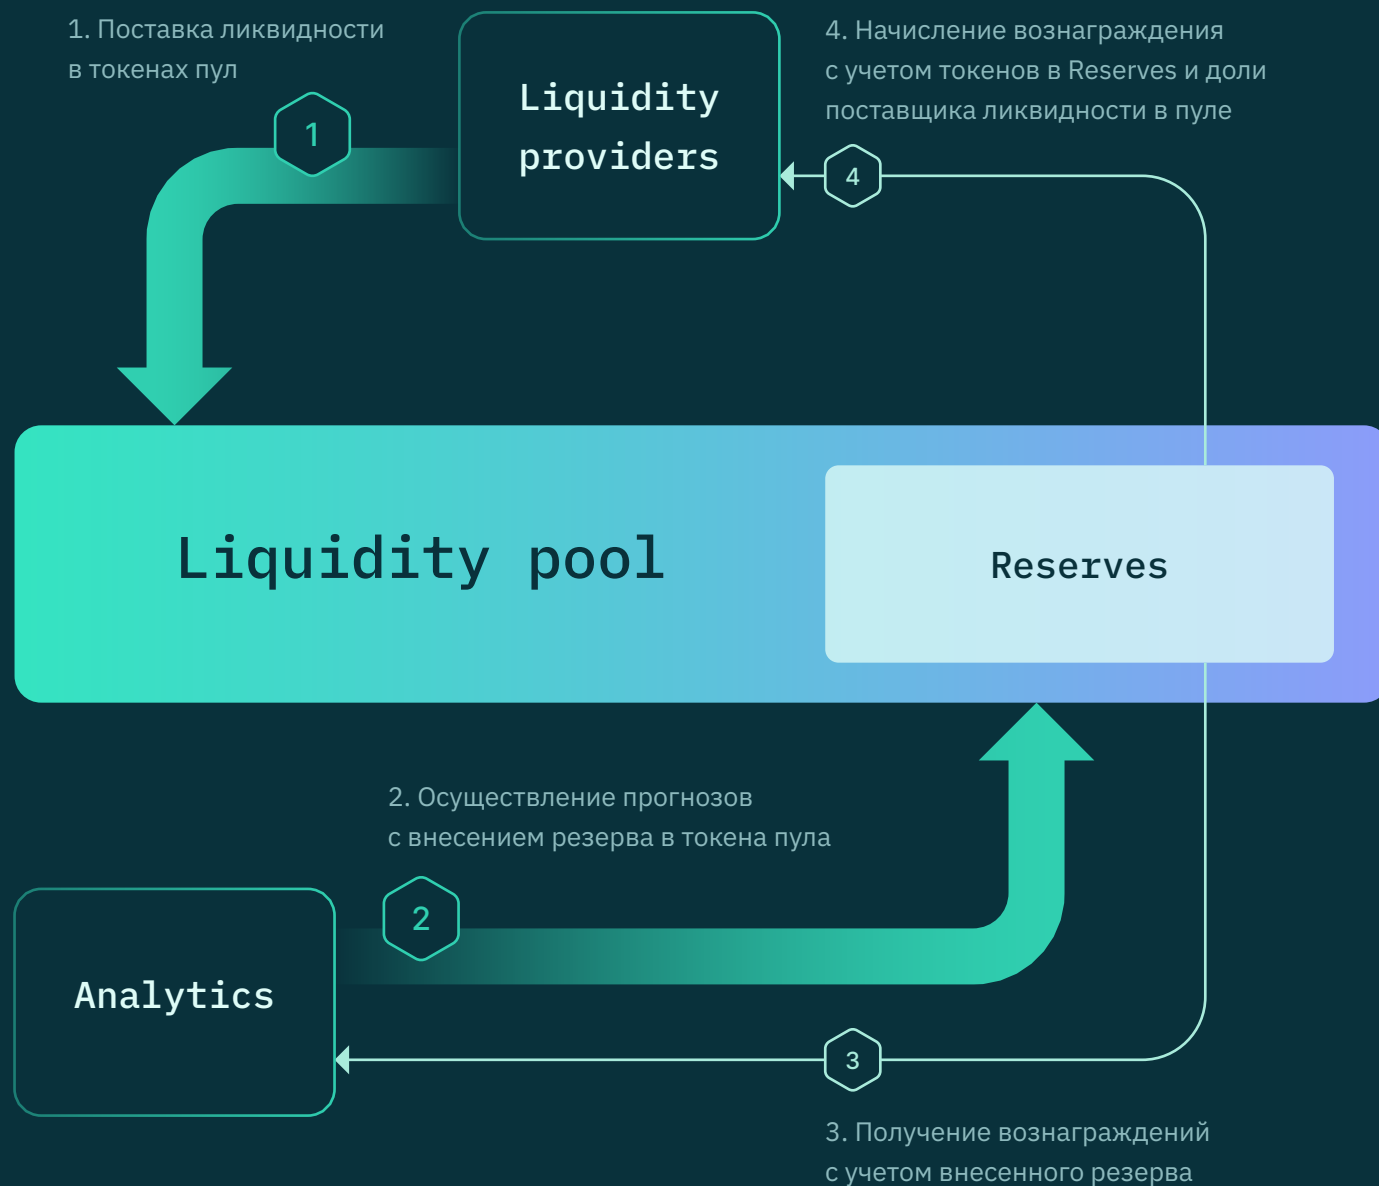 1. Поставка ликвидности
в токенах пул
1
Liquidity
providers
4. Начисление вознаграждения
с учетом токенов в Reserves и доли
поставщика ликвидности в пуле
4
Liquidity pool
Reserves
2. Осуществление прогнозов
с внесением резерва в токена пула
2
Analytics
3
3. Получение вознаграждений
с учетом внесенного резерва